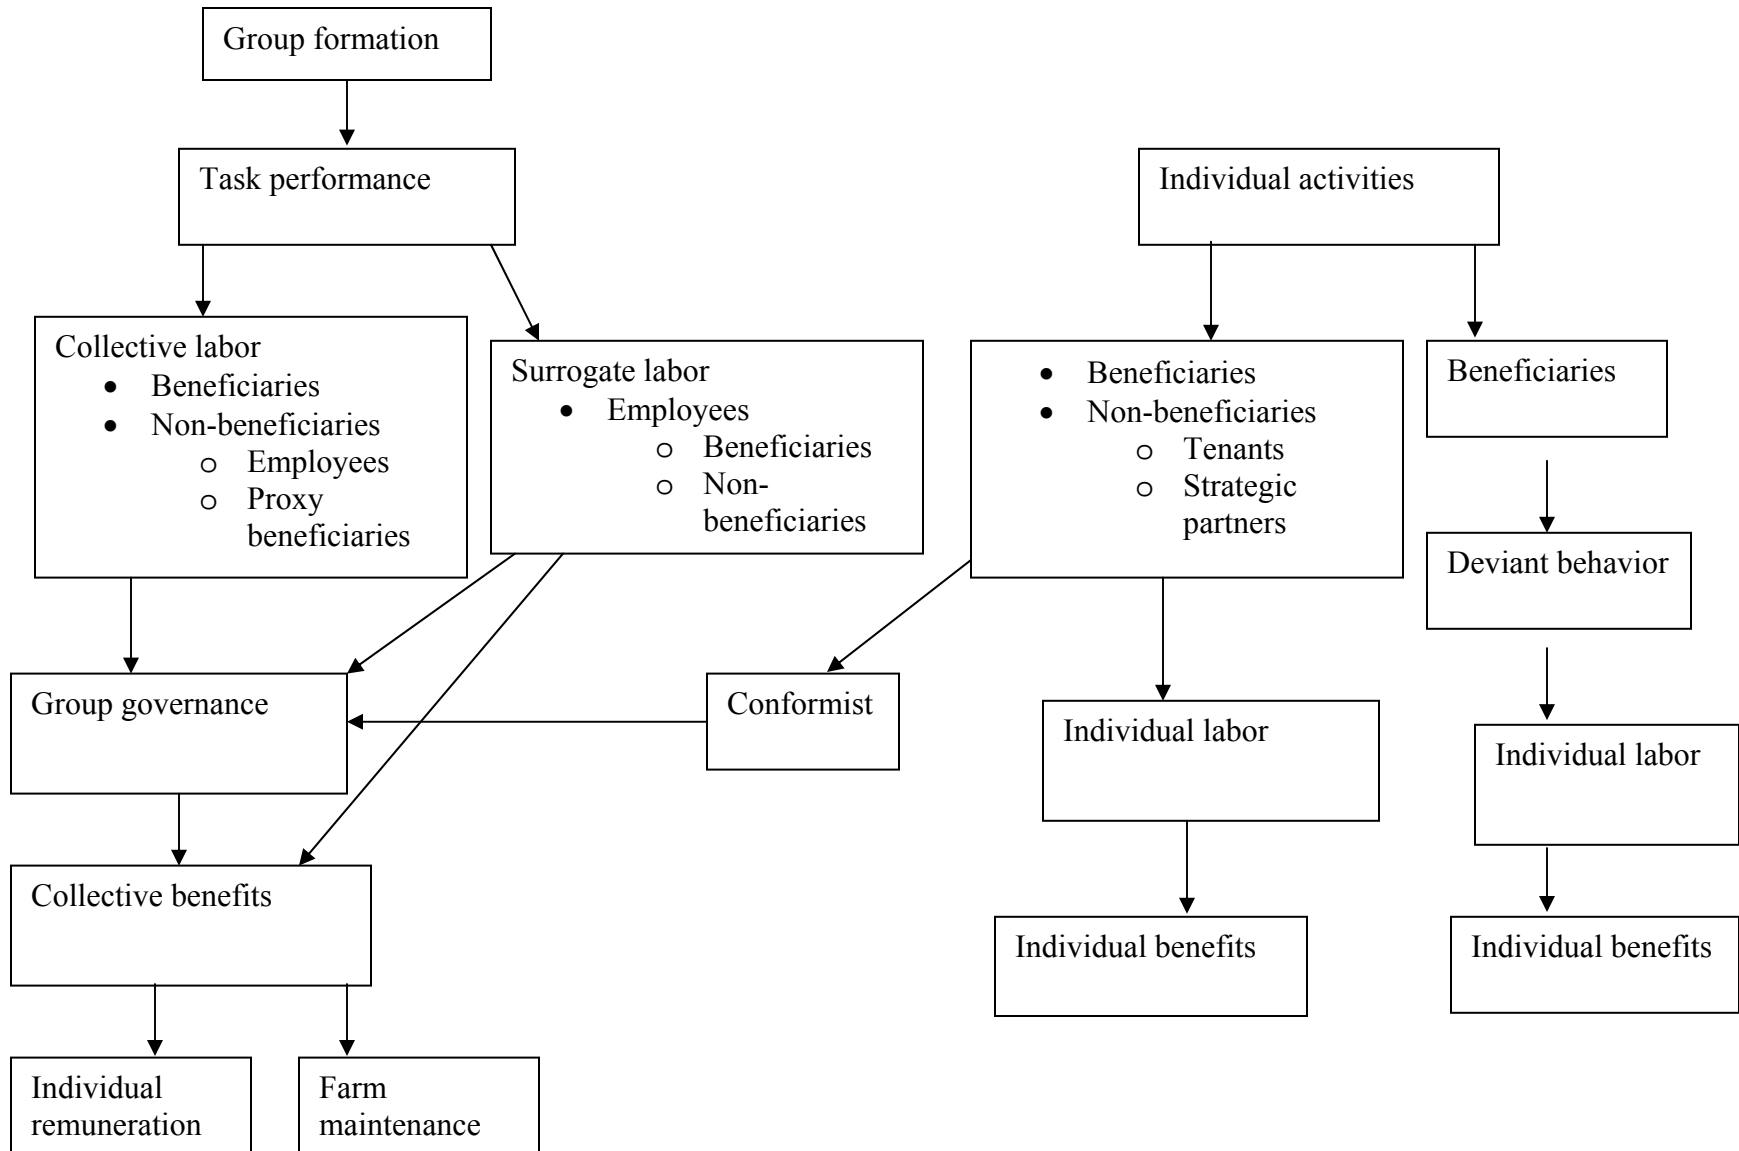 Group formation
Task performance
Individual activities
Collective labor
• Beneficiaries
• Non-beneficiaries
o Employees
o Proxy
beneficiaries
Surrogate labor
• Employees
o Beneficiaries
o Non-
beneficiaries
• Beneficiaries
• Non-beneficiaries
o Tenants
o Strategic
partners
Beneficiaries
Deviant behavior
Group governance
Conformist
Individual labor
Individual labor
Collective benefits
Individual benefits
Individual benefits
Individual
remuneration
Farm
maintenance